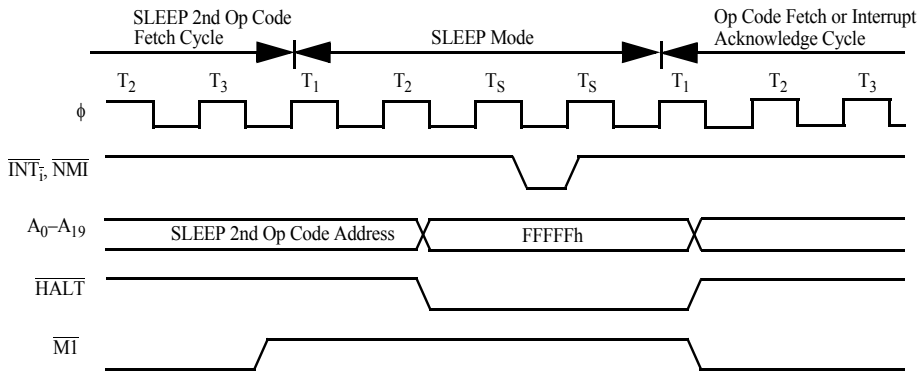 SLEEP 2nd Op Code
Fetch Cycle
SLEEP Mode
Op Code Fetch or Interrupt
Acknowledge Cycle
T2 T3 T1 T2 TS TS T1 T2 T3
ϕ
INTi, NMI
A0–A19 SLEEP 2nd Op Code Address FFFFFh
HALT
MI